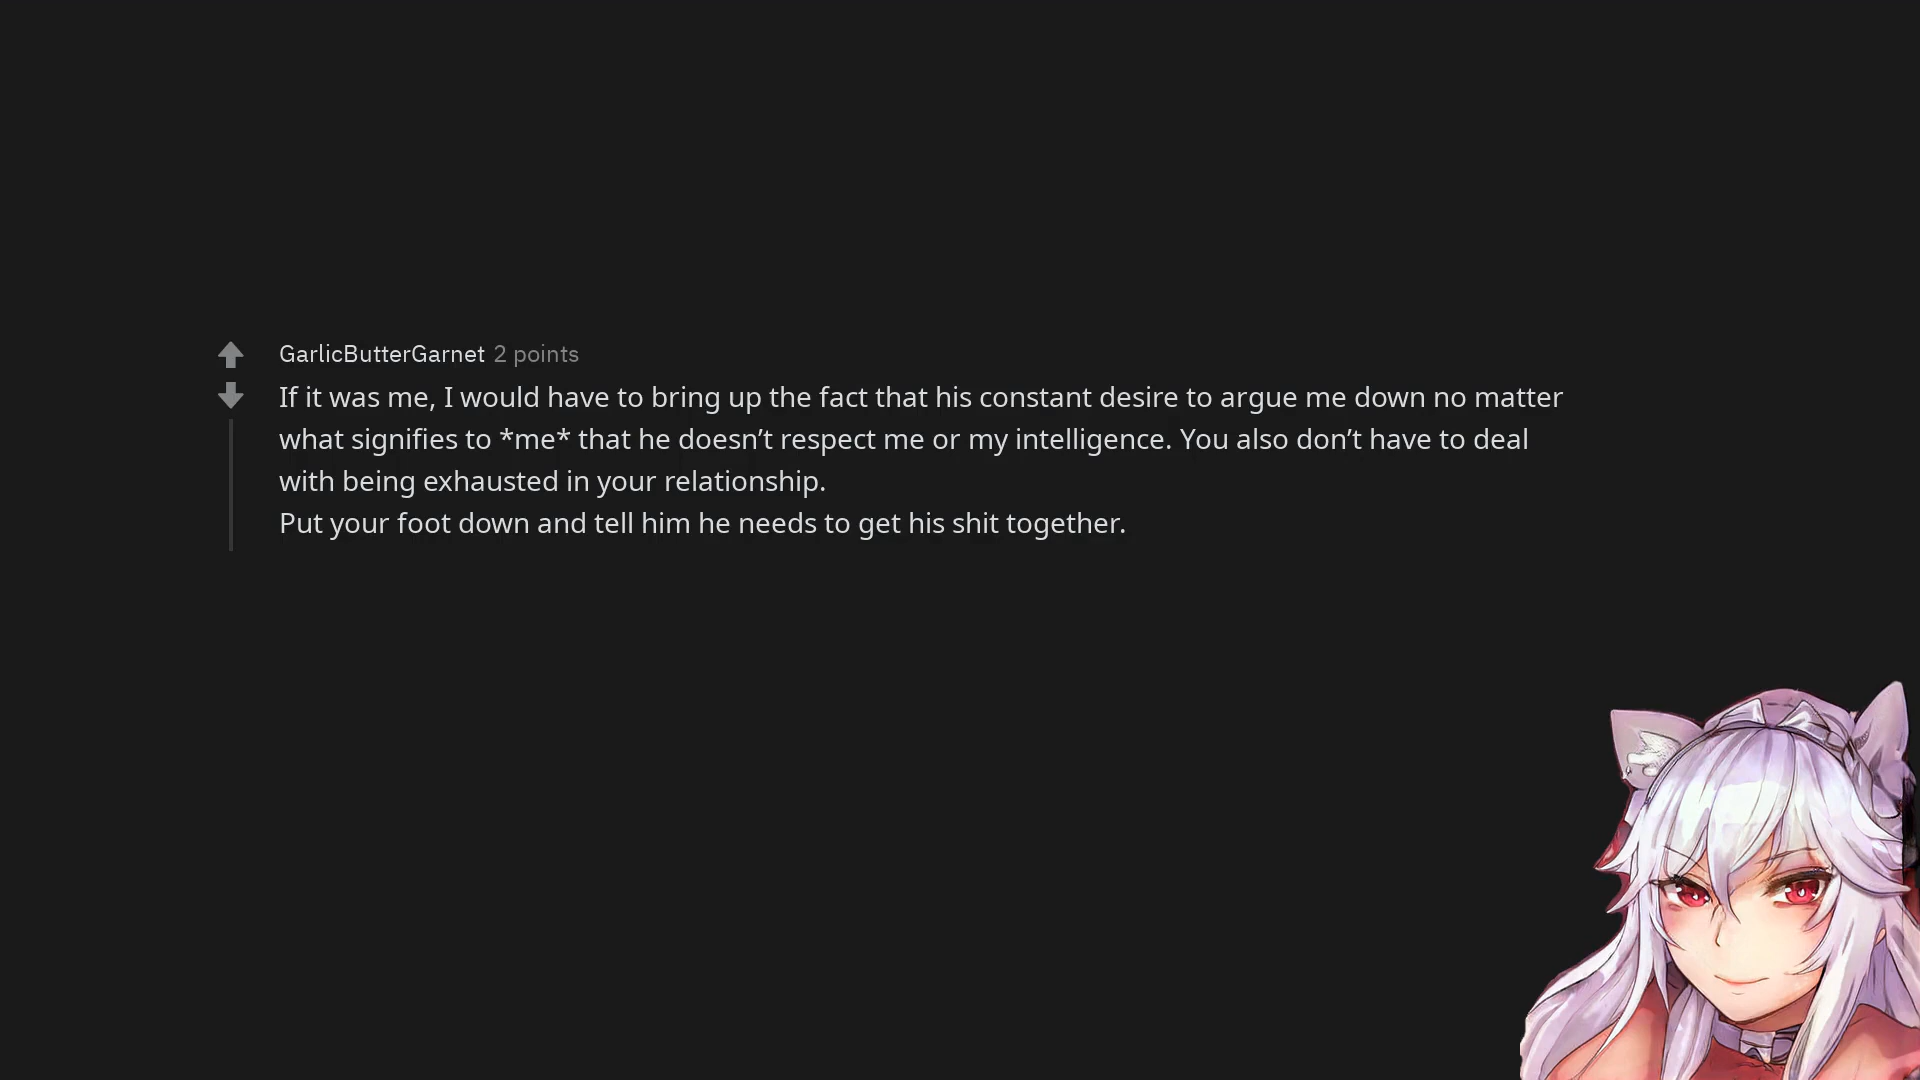 GarlicButterGarnet 2 points
If it was me, I would have to bring up the fact that his constant desire to argue me down no matter
what signifies to *me* that he doesn’t respect me or my intelligence. You also don’t have to deal
with being exhausted in your relationship.
Put your foot down and tell him he needs to get his shit together.